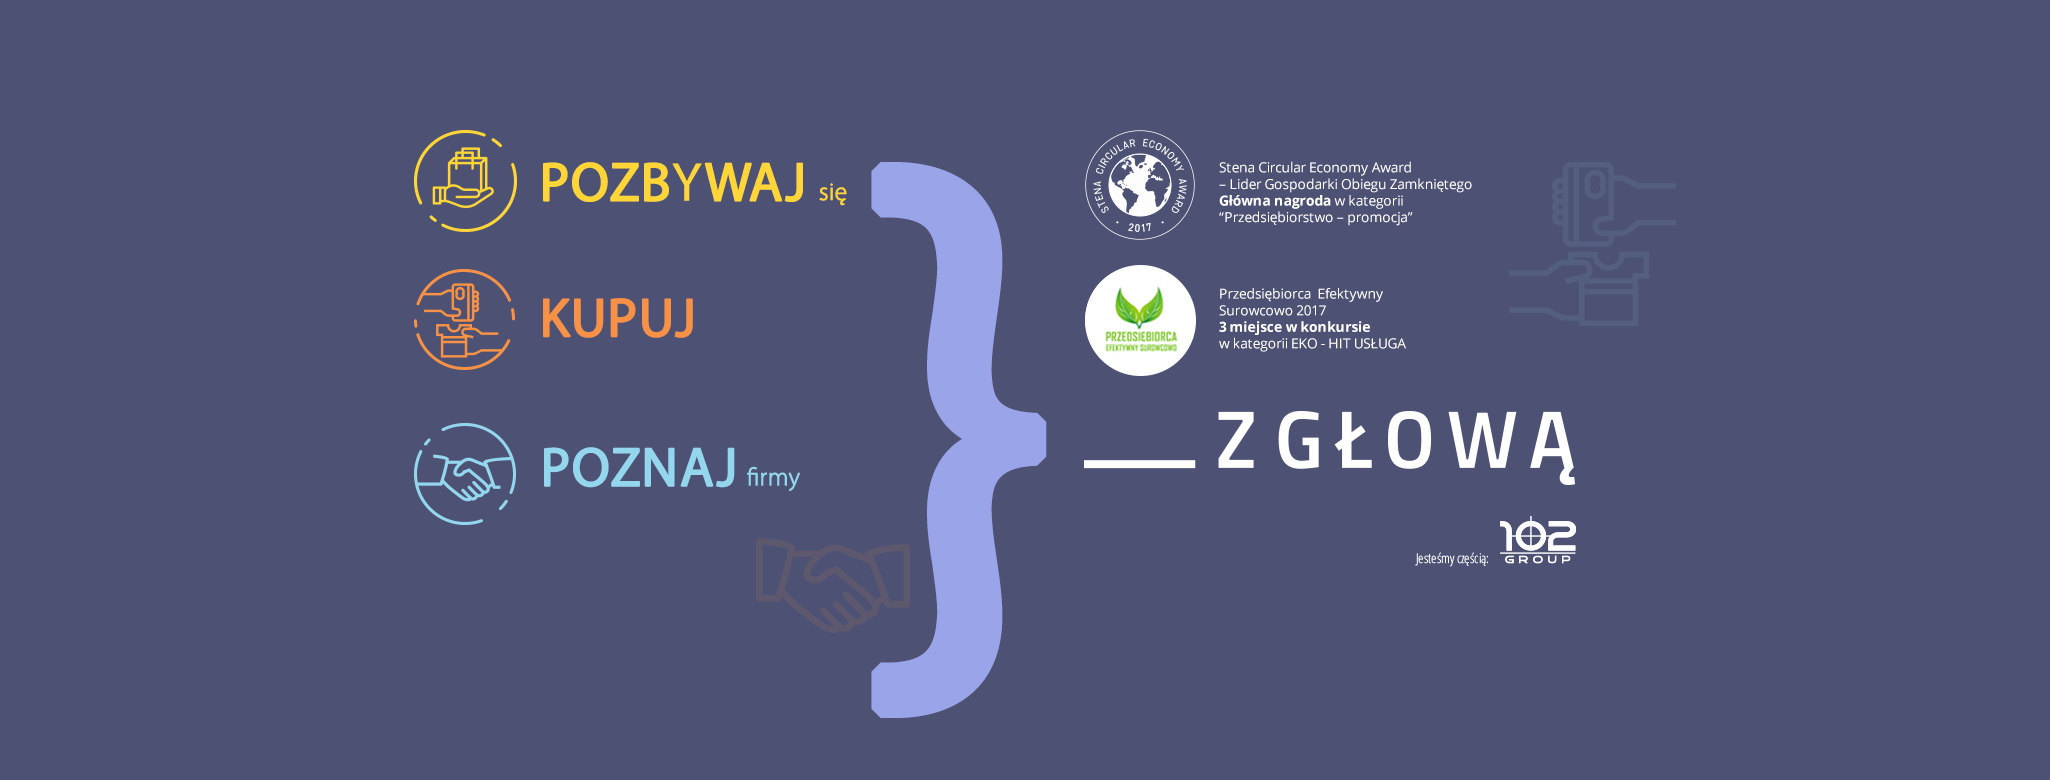 POZBYWAJ się
KUPUJ
POZNAJ firmy
STENA CIRCULAR ECONOMY AWARD
• 2017 •
Stena Circular Economy Award
– Lider Gospodarki Obiegu Zamkniętego
Główna nagroda w kategorii
“Przedsiębiorstwo – promocja”
PRZEDSIĘBIORCA
EFEKTYWNY SUROWCOWO
Przedsiębiorca Efektywny
Surowcowo 2017
3 miejsce w konkursie
w kategorii EKO - HIT USŁUGA
__ Z GŁOWĄ
Jesteśmy częścią:
102
GROUP